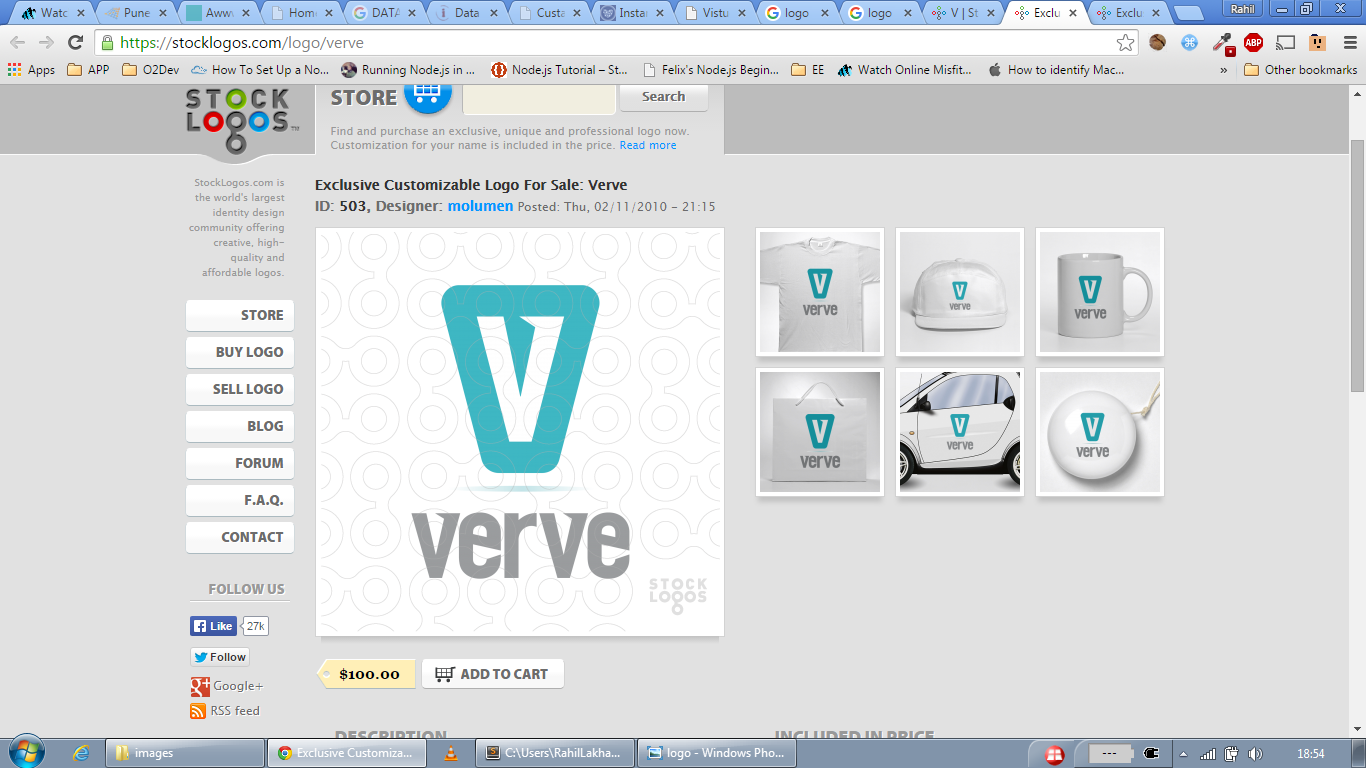 Watc
Pune
Aww
Home
DATA
Data
Custa
Instar
Vistu
logo
logo
V | St
Exclu
Exclu
Rahil
https://stocklogos.com/logo/verve
ABP
Apps
APP
O2Dev
How To Set Up a No...
Running Node.js in ...
Node.js Tutorial – St...
Felix's Node.js Begin...
EE
Watch Online Misfit...
How to identify Mac...
»
Other bookmarks
STOCK
LOGOS™
STORE
Search
Find and purchase an exclusive, unique and professional logo now.
Customization for your name is included in the price. Read more
StockLogos.com is
the world's largest
identity design
community offering
creative, high-
quality and
affordable logos.
STORE
BUY LOGO
SELL LOGO
BLOG
FORUM
F.A.Q.
CONTACT
FOLLOW US
Like
27k
Follow
Google+
RSS feed
Exclusive Customizable Logo For Sale: Verve
ID: 503, Designer: molumen Posted: Thu, 02/11/2010 - 21:15
V
verve
STOCK
LOGOS
V
verve
V
verve
V
verve
V
verve
V
verve
V
verve
$100.00
ADD TO CART
DESCRIPTION
INCLUDED IN PRICE
images
Exclusive Customiza...
C:\Users\RahilLakha...
logo - Windows Pho...
---
18:54